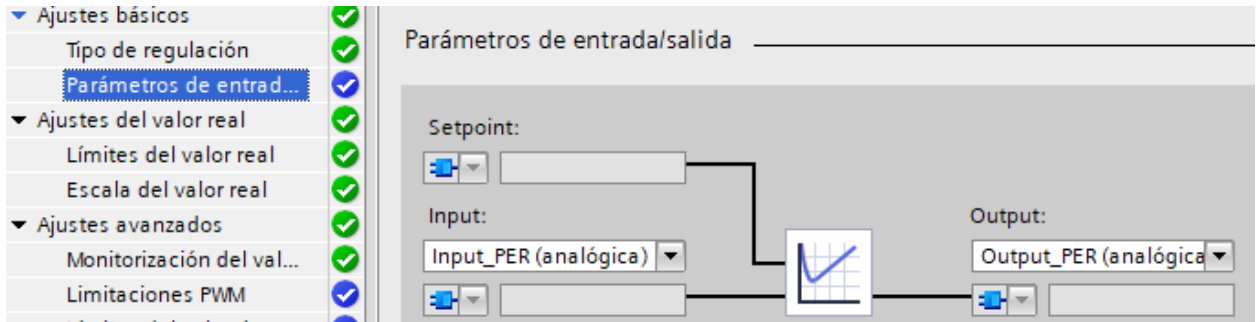 Ajustes básicos
Tipo de regulación
Parámetros de entrad...
Ajustes del valor real
Límites del valor real
Escala del valor real
Ajustes avanzados
Monitorización del val...
Limitaciones PWM
Parámetros de entrada/salida
Setpoint:
Input:
Input_PER (analógica)
Output:
Output_PER (analógica